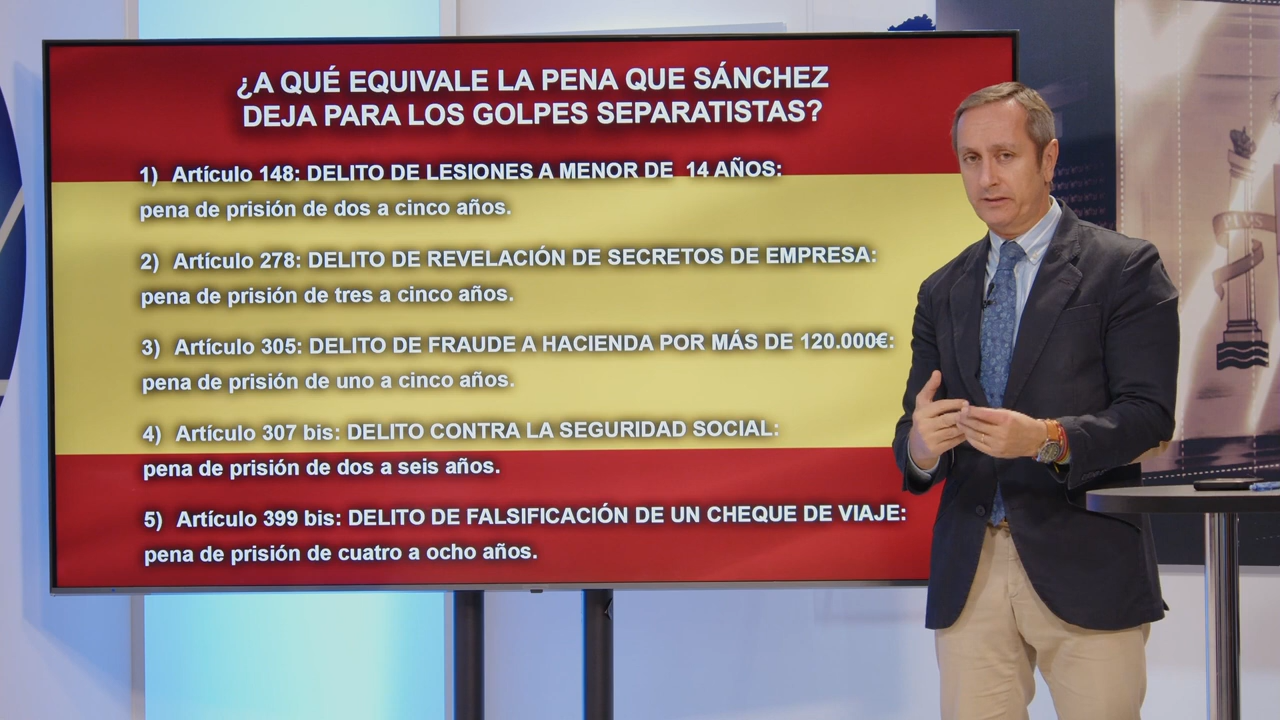 ¿A QUÉ EQUIVALE LA PENA QUE SÁNCHEZ
DEJA PARA LOS GOLPES SEPARATISTAS?
1) Artículo 148: DELITO DE LESIONES A MENOR DE 14 AÑOS:
pena de prisión de dos a cinco años.
2) Artículo 278: DELITO DE REVELACIÓN DE SECRETOS DE EMPRESA:
pena de prisión de tres a cinco años.
3) Artículo 305: DELITO DE FRAUDE A HACIENDA POR MÁS DE 120.000€:
pena de prisión de uno a cinco años.
4) Artículo 307 bis: DELITO CONTRA LA SEGURIDAD SOCIAL:
pena de prisión de dos a seis años.
5) Artículo 399 bis: DELITO DE FALSIFICACIÓN DE UN CHEQUE DE VIAJE:
pena de prisión de cuatro a ocho años.